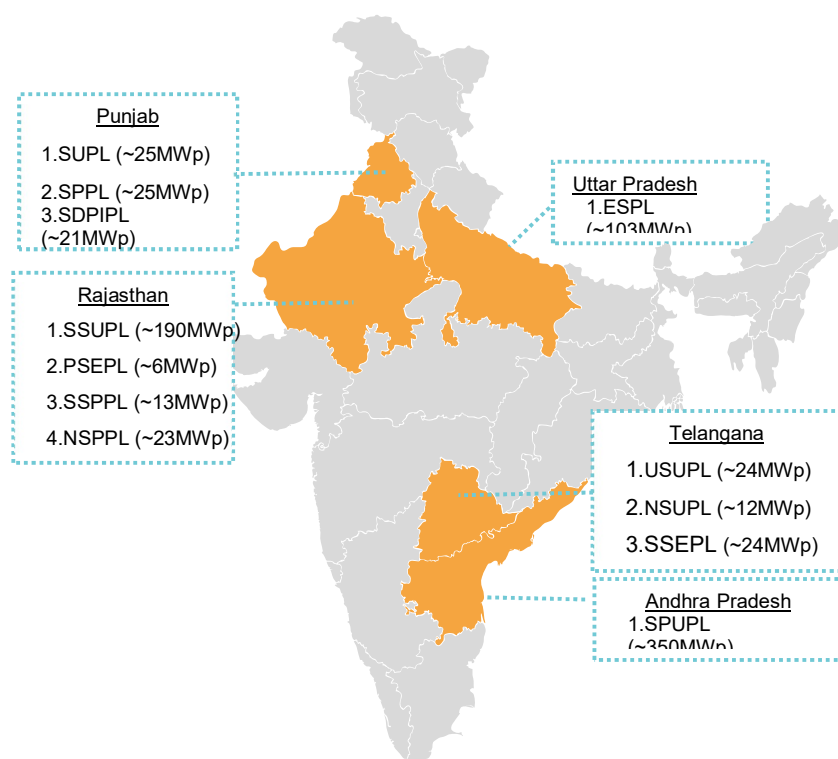 Punjab
1.SUPL (~25MWp)
2.SPPL (~25MWp)
3.SDPIPL
(~21MWp)
Uttar Pradesh
1.ESPL
(~103MWp)
Rajasthan
1.SSUPL (~190MWp)
2.PSEPL (~6MWp)
3.SSPPL (~13MWp)
4.NSPPL (~23MWp)
Telangana
1.USUPL (~24MWp)
2.NSUPL (~12MWp)
3.SSEPL (~24MWp)
Andhra Pradesh
1.SPUPL
(~350MWp)